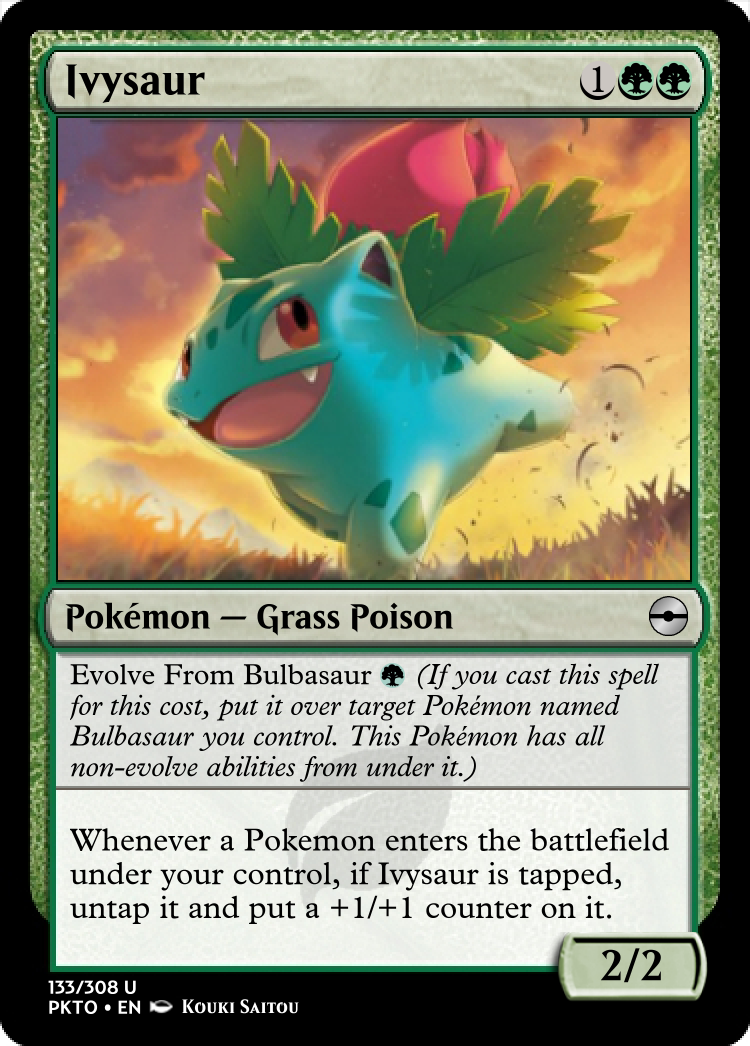 Ivysaur 1
Pokémon — Grass Poison
Evolve From Bulbasaur (If you cast this spell
for this cost, put it over target Pokémon named
Bulbasaur you control. This Pokémon has all
non-evolve abilities from under it.)
Whenever a Pokemon enters the battlefield
under your control, if Ivysaur is tapped,
untap it and put a +1/+1 counter on it.
2/2
133/308 U
PKTO • EN Kouki Saitou